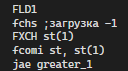 FLD1
fchs ;загрузка -1
FXCH st(1)
fcomi st, st(1)
jae greater_1